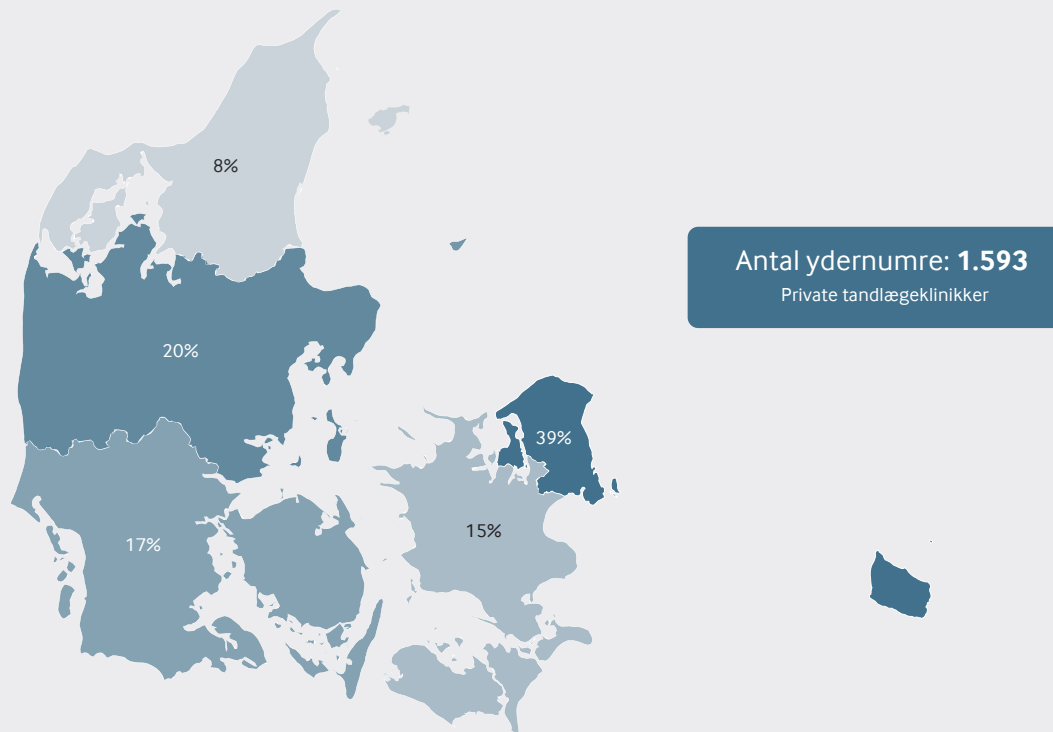 8%
Antal ydernumre: 1.593
Private tandlægeklinikker
20%
39%
15%
17%